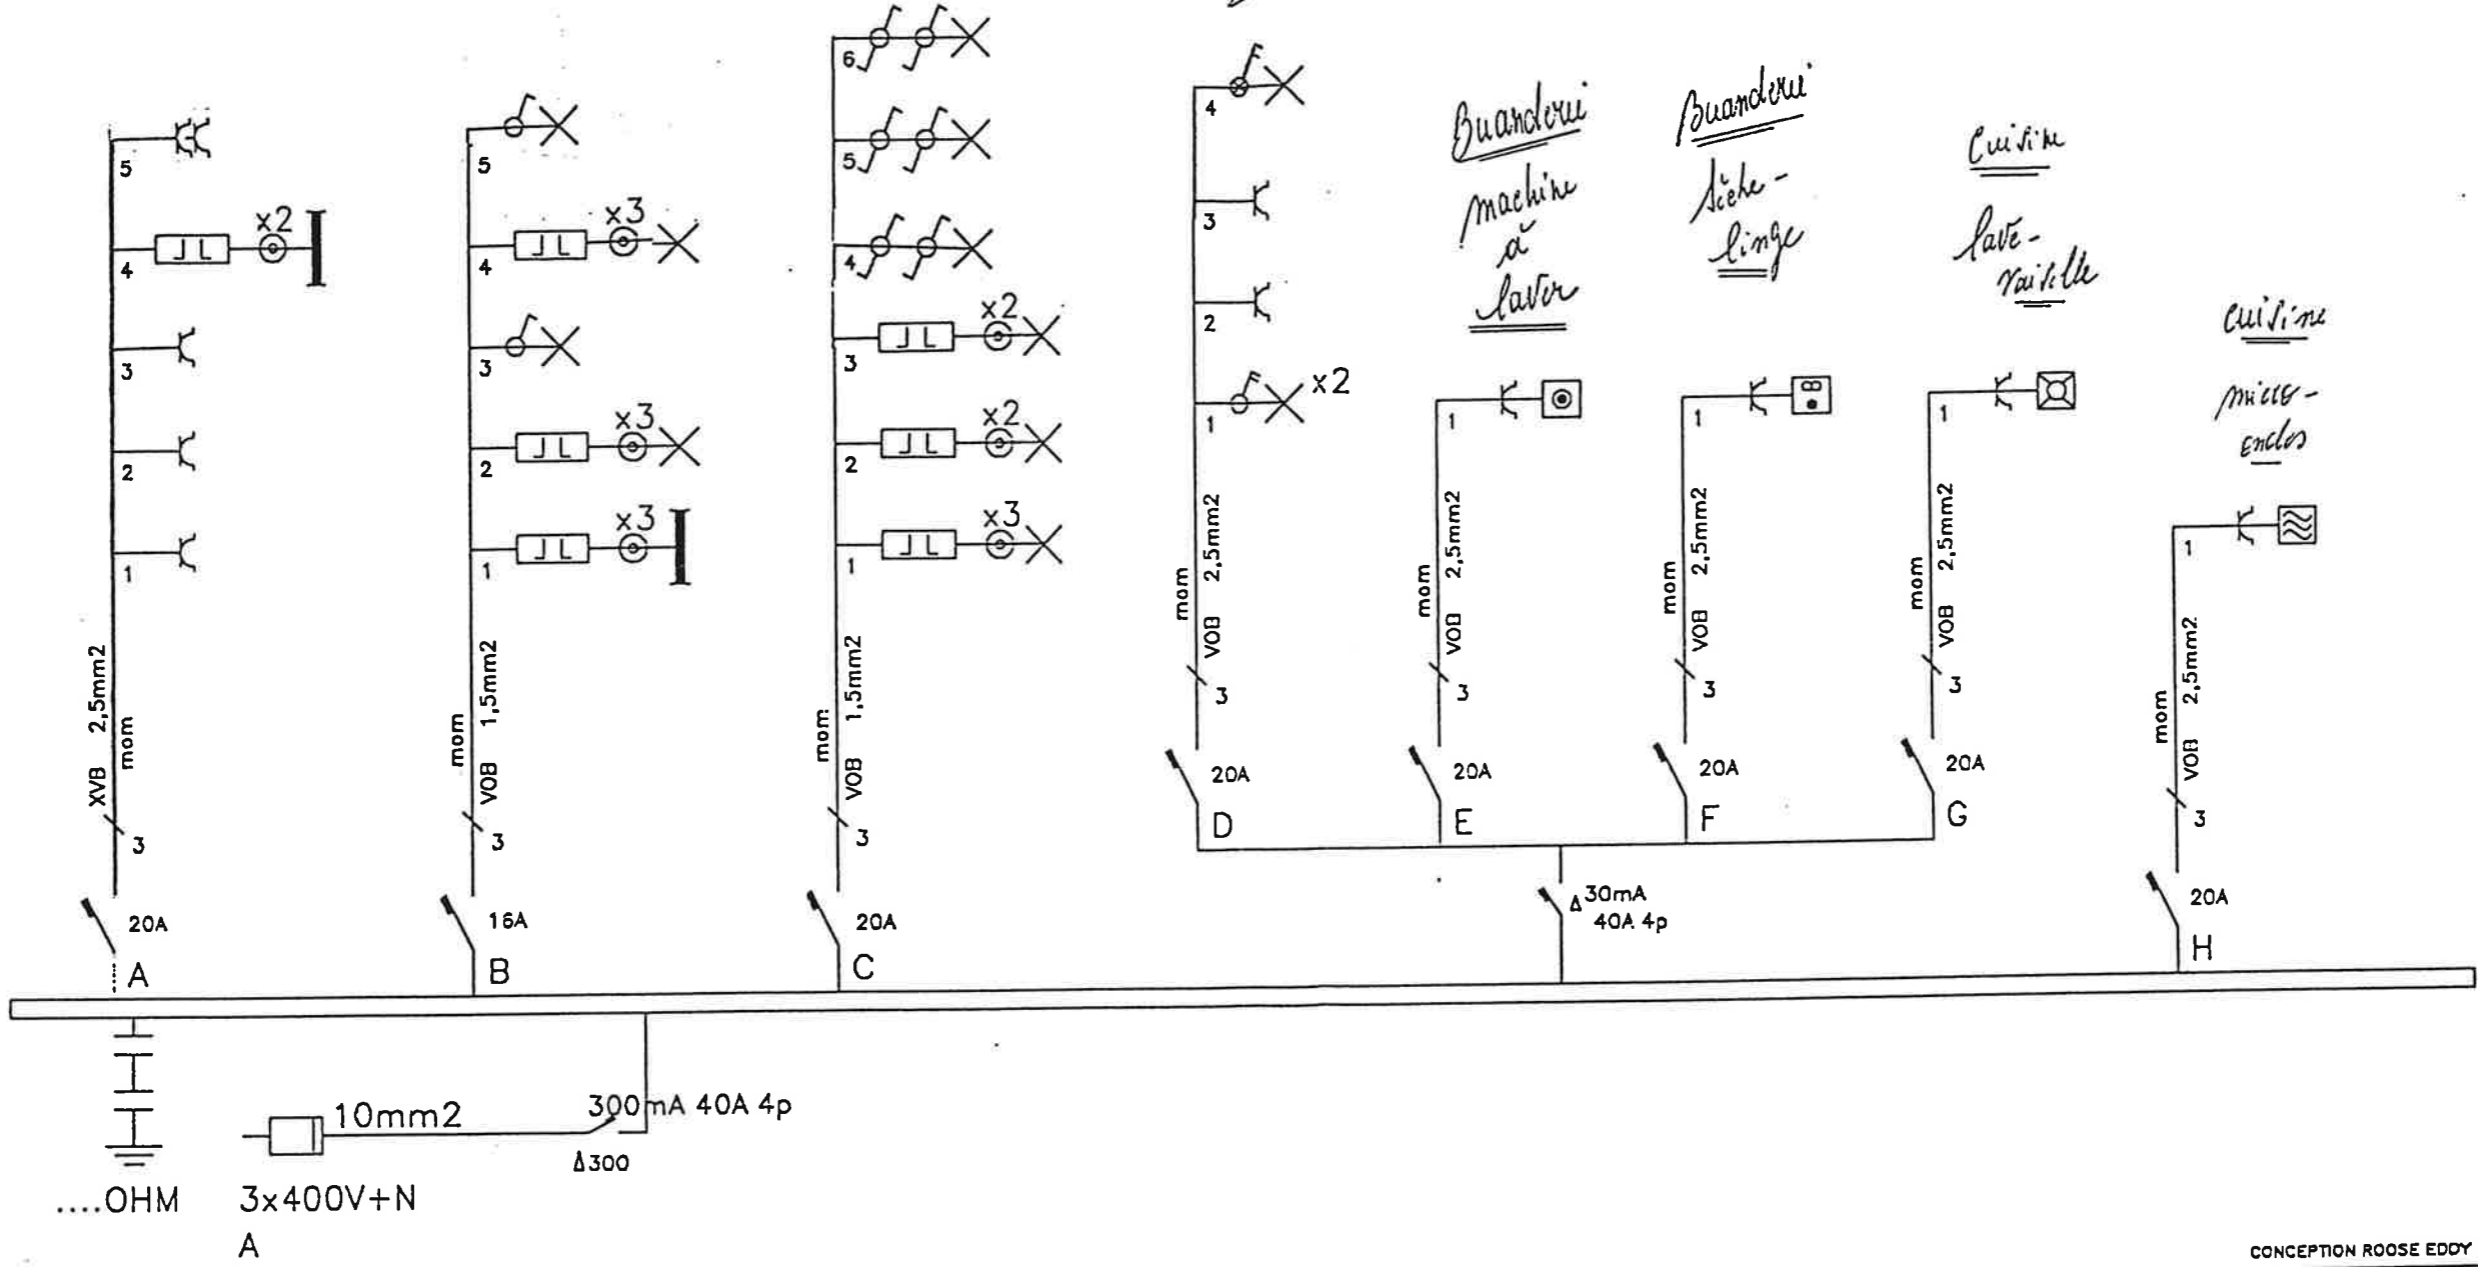 5
x2
4
3
2
1
XVB 2,5mm2
mom
3
20A
A
5
x3
4
3
x3
2
x3
1
mom
VOB 1,5mm2
3
16A
B
6
5
4
x2
3
x2
2
x3
1
mom
VOB 1,5mm2
3
20A
C
4
3
2
x2
1
mom
VOB 2,5mm2
3
20A
D
Buanderie
machine
à
laver
1
mom
VOB 2,5mm2
3
20A
E
Buanderie
sèche-
linge
1
mom
VOB 2,5mm2
3
20A
F
Cuisine
lave-
vaiselle
1
mom
VOB 2,5mm2
3
20A
G
Δ30mA
40A 4p
cuisine
micro-
1
mom
VOB 2,5mm2
3
20A
H
10mm2
300mA 40A 4p
Δ300
....OHM
3x400V+N
A
CONCEPTION ROOSE EDDY